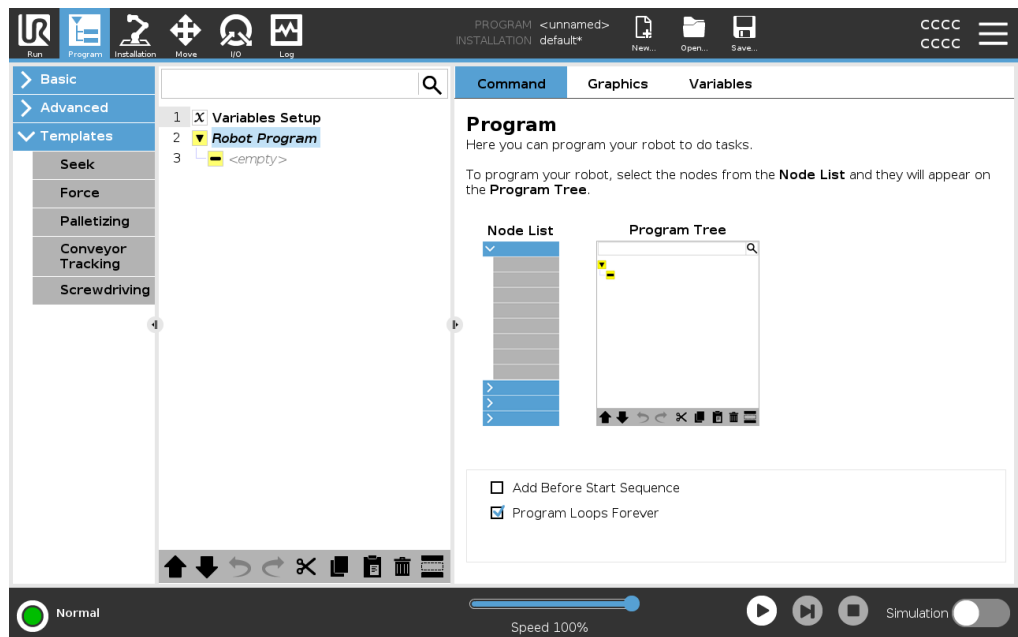 UR
Run
Program
Installation
Move
I/O
Log
PROGRAM <unnamed>
INSTALLATION default*
New...
Open...
Save...
CCCC
CCCC
Basic
Advanced
Templates
Seek
Force
Palletizing
Conveyor
Tracking
Screwdriving
1 X Variables Setup
2 Robot Program
3 <empty>
Command Graphics Variables
Program
Here you can program your robot to do tasks.
To program your robot, select the nodes from the Node List and they will appear on
the Program Tree.
Node List Program Tree
Add Before Start Sequence
Program Loops Forever
Normal
Speed 100%
Simulation